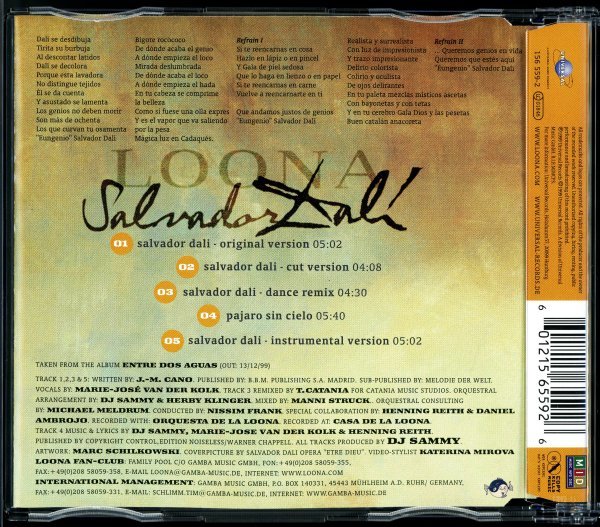 Dalí se desdibuja
Tirita su burbuja
Al descontar latidos
Dalí se decolora
Porque esta lavadora
No distingue tejidos
Él se da cuenta
Y asustado se lamenta
Los genios no deben morir
Son más de ochenta
Los que curvan tu osamenta
"Eungenio" Salvador Dalí
Bigote rocococo
De dónde acaba el genio
A dónde empieza el loco
Mirada deslumbrada
De dónde acaba el loco
A dónde empieza el hada
En tu cabeza se comprime
la belleza
Como si fuese una olla expres
Y es el vapor que va saliendo
por la pesa
Mágica luz en Cadaqués.
Refrain I
Si te reencarnas en cosa
Hazlo en lápiz o en pincel
Y Gala de piel sedosa
Que lo haga en lienzo o en papel
Si te reencarnas en carne
Vuelve a reencarnarte en ti
Que andamos justos de genios
"Eungenio" Salvador Dalí
Realista y surrealista
Con luz de impresionista
Y trazo impresionante
Delirio colorista
Colirio y oculista
De ojos delirantes
En tu paleta mezclas místicos ascetas
Con bayonetas y con tetas
Y en tu cerebro Gala Dios y las pesetas
Buen catalán anacoreta
Refrain II
... Queremos genios en vida
Queremos que estés aquí
"Eungenio" Salvador Dalí
LOONA
Salvador Dalí
01 salvador dali - original version 05:02
02 salvador dali - cut version 04:08
03 salvador dali - dance remix 04:30
04 pajaro sin cielo 05:40
05 salvador dali - instrumental version 05:02
TAKEN FROM THE ALBUM ENTRE DOS AGUAS (OUT: 13/12/99)
TRACK 1,2,3 & 5: WRITTEN BY: J.-M. CANO. PUBLISHED BY: B.B.M. PUBLISHING S.A. MADRID. SUB-PUBLISHED BY: MELODIE DER WELT.
VOCALS BY: MARIE-JOSÉ VAN DER KOLK. TRACK 3 REMIXED BY T.CATANIA FOR CATANIA MUSIC STUDIOS. ORKESTRAL
ARRANGEMENT BY: DJ SAMMY & HERBY KLINGER. MIXED BY: MANNI STRUCK. ORKESTRAL CONSULTING
BY: MICHAEL MELDRUM. CONDUCTED BY: NISSIM FRANK. SPECIAL COLLABORATION BY: HENNING REITH & DANIEL
AMBROJO. RECORDED WITH: ORQUESTA DE LA LOONA. RECORDED AT: CASA DE LA LOONA.
TRACK 4 MUSIC & LYRICS BY: DJ SAMMY, MARIE-JOSE VAN DER KOLK & HENNING REITH.
PUBLISHED BY COPYRIGHT CONTROL.EDITION NOISELESS/WARNER CHAPPELL. ALL TRACKS PRODUCED BY DJ SAMMY.
ARTWORK: MARC SCHILKOWSKI. COVERPICTURE BY SALVADOR DALI OPERA "ETRE DIEU". VIDEO-STYLIST KATERINA MIROVA
LOONA FAN-CLUB: FAMILY POOL C/O GAMBA MUSIC GMBH, FON: +49(0)208 58059-355,
FAX:+49(0)208 58059-359, E-MAIL LOONA@GAMBA-MUSIC.DE, INTERNET: WWW.LOONA.COM
INTERNATIONAL MANAGEMENT: GAMBA MUSIC GMBH, P.O. BOX 140331, 45443 MÜHLHEIM A.D. RUHR/ GERMANY,
FAX:+49(0)208 58059-331, E-MAIL: SCHLIMM.TIM@GAMBA-MUSIC.DE, INTERNET: WWW.GAMBA-MUSIC.DE
UNIVERSAL
156 559-2
WWW.LOONA.COM WWW.UNIVERSAL-RECORDS.DE
6 01215 65592 6
COPY KILLS MUSIC